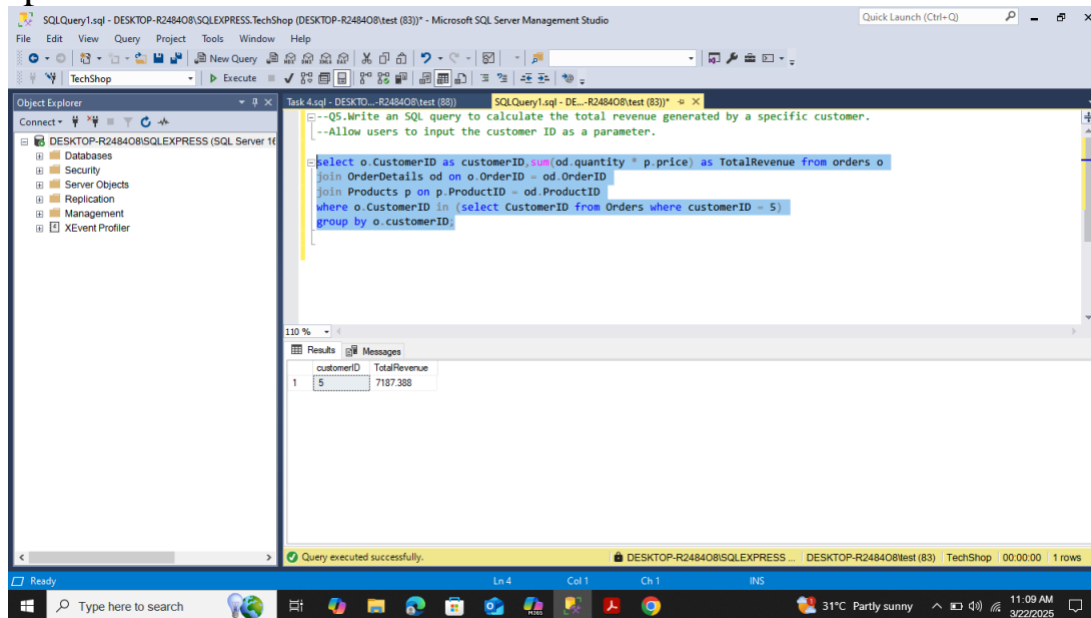 SQLQuery1.sql - DESKTOP-R2484O8\SQLEXPRESS.TechShop (DESKTOP-R2484O8\test (83))* - Microsoft SQL Server Management Studio
Quick Launch (Ctrl+Q)
File Edit View Query Project Tools Window Help
New Query
TechShop
Execute
Object Explorer
Connect
DESKTOP-R2484O8\SQLEXPRESS (SQL Server 16
Databases
Security
Server Objects
Replication
Management
XEvent Profiler
Task 4.sql - DESKTO...-R2484O8\test (88))
SQLQuery1.sql - DE...-R2484O8\test (83))*
--Q5.Write an SQL query to calculate the total revenue generated by a specific customer.
--Allow users to input the customer ID as a parameter.
select o.CustomerID as customerID,sum(od.quantity * p.price) as TotalRevenue from orders o
join OrderDetails od on o.OrderID = od.OrderID
join Products p on p.ProductID = od.ProductID
where o.CustomerID in (select CustomerID from Orders where customerID = 5)
group by o.customerID;
110 %
Results Messages
customerID TotalRevenue
1 5 7187.388
Query executed successfully.
DESKTOP-R2484O8\SQLEXPRESS ... DESKTOP-R2484O8\test (83) TechShop 00:00:00 1 rows
Ready Ln 4 Col 1 Ch 1 INS
Type here to search
31°C Partly sunny
11:09 AM
3/22/2025